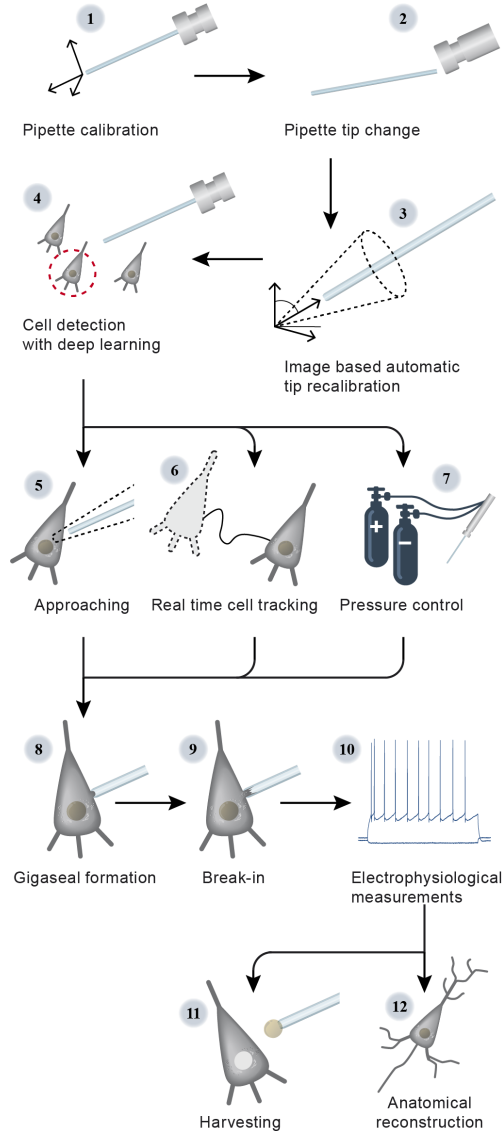 1
2
Pipette calibration
Pipette tip change
4
3
Cell detection
with deep learning
Image based automatic
tip recalibration
5
6
7
+
−
Approaching
Real time cell tracking
Pressure control
8
9
10
Gigaseal formation
Break-in
Electrophysiological
measurements
11
12
Harvesting
Anatomical
reconstruction